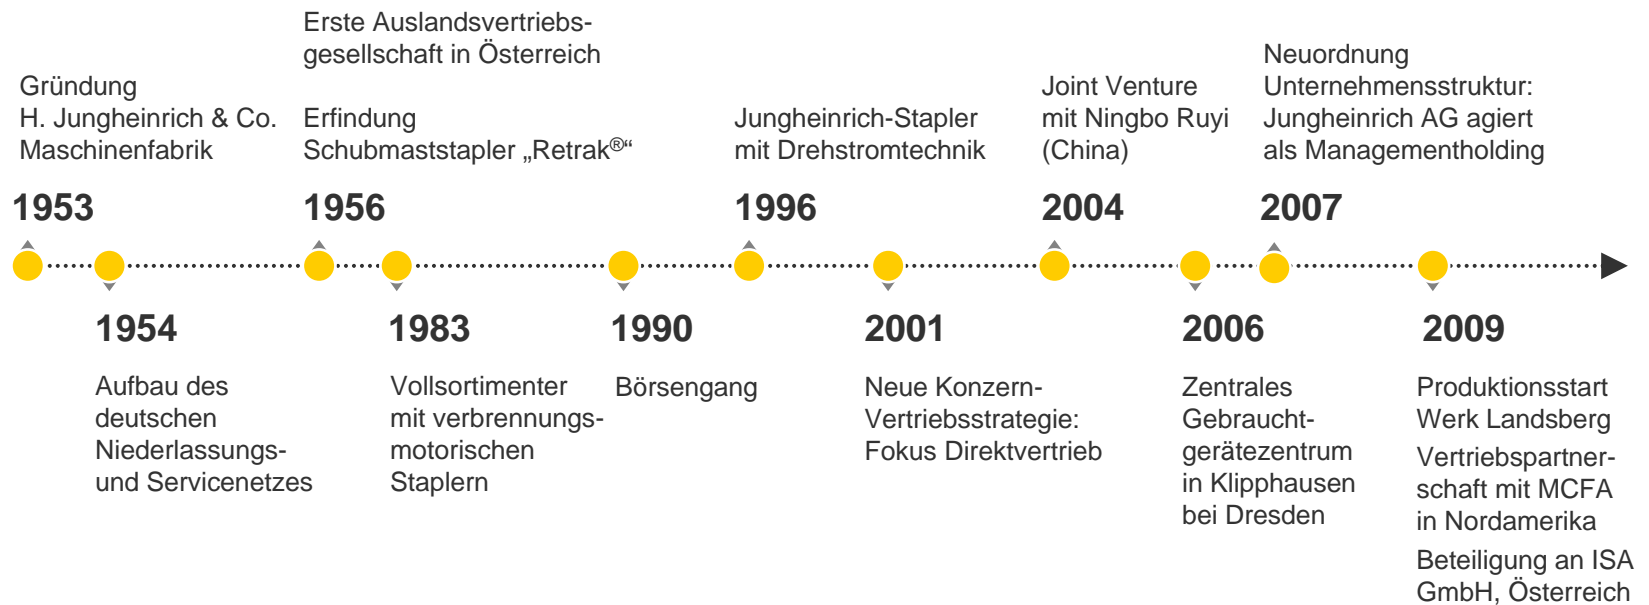 Gründung
H. Jungheinrich & Co.
Maschinenfabrik
1953
Erste Auslandsvertriebs-
gesellschaft in Österreich
Erfindung
Schubmaststapler „Retrak®“
1956
Jungheinrich-Stapler
mit Drehstromtechnik
1996
Joint Venture
mit Ningbo Ruyi
(China)
2004
Neuordnung
Unternehmensstruktur:
Jungheinrich AG agiert
als Managementholding
2007
1954
Aufbau des
deutschen
Niederlassungs-
und Servicenetzes
1983
Vollsortimenter
mit verbrennungs-
motorischen
Staplern
1990
Börsengang
2001
Neue Konzern-
Vertriebsstrategie:
Fokus Direktvertrieb
2006
Zentrales
Gebraucht-
gerätezentrum
in Klipphausen
bei Dresden
2009
Produktionsstart
Werk Landsberg
Vertriebspartner-
schaft mit MCFA
in Nordamerika
Beteiligung an ISA
GmbH, Österreich